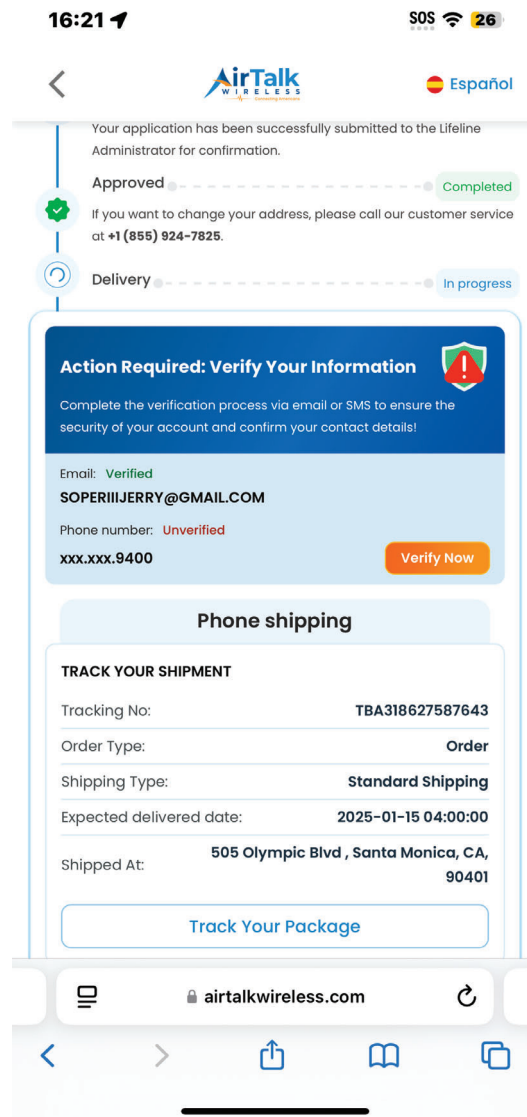 16:21
SOS 26
AirTalk
WIRELESS
Connecting Americans
Español
Your application has been successfully submitted to the Lifeline
Administrator for confirmation.
Approved
Completed
If you want to change your address, please call our customer service
at +1 (855) 924-7825.
Delivery
In progress
Action Required: Verify Your Information
Complete the verification process via email or SMS to ensure the
security of your account and confirm your contact details!
Email: Verified
SOPERIIIJERRY@GMAIL.COM
Phone number: Unverified
xxx.xxx.9400
Verify Now
Phone shipping
TRACK YOUR SHIPMENT
Tracking No: TBA318627587643
Order Type: Order
Shipping Type: Standard Shipping
Expected delivered date: 2025-01-15 04:00:00
Shipped At: 505 Olympic Blvd , Santa Monica, CA,
90401
Track Your Package
airtalkwireless.com